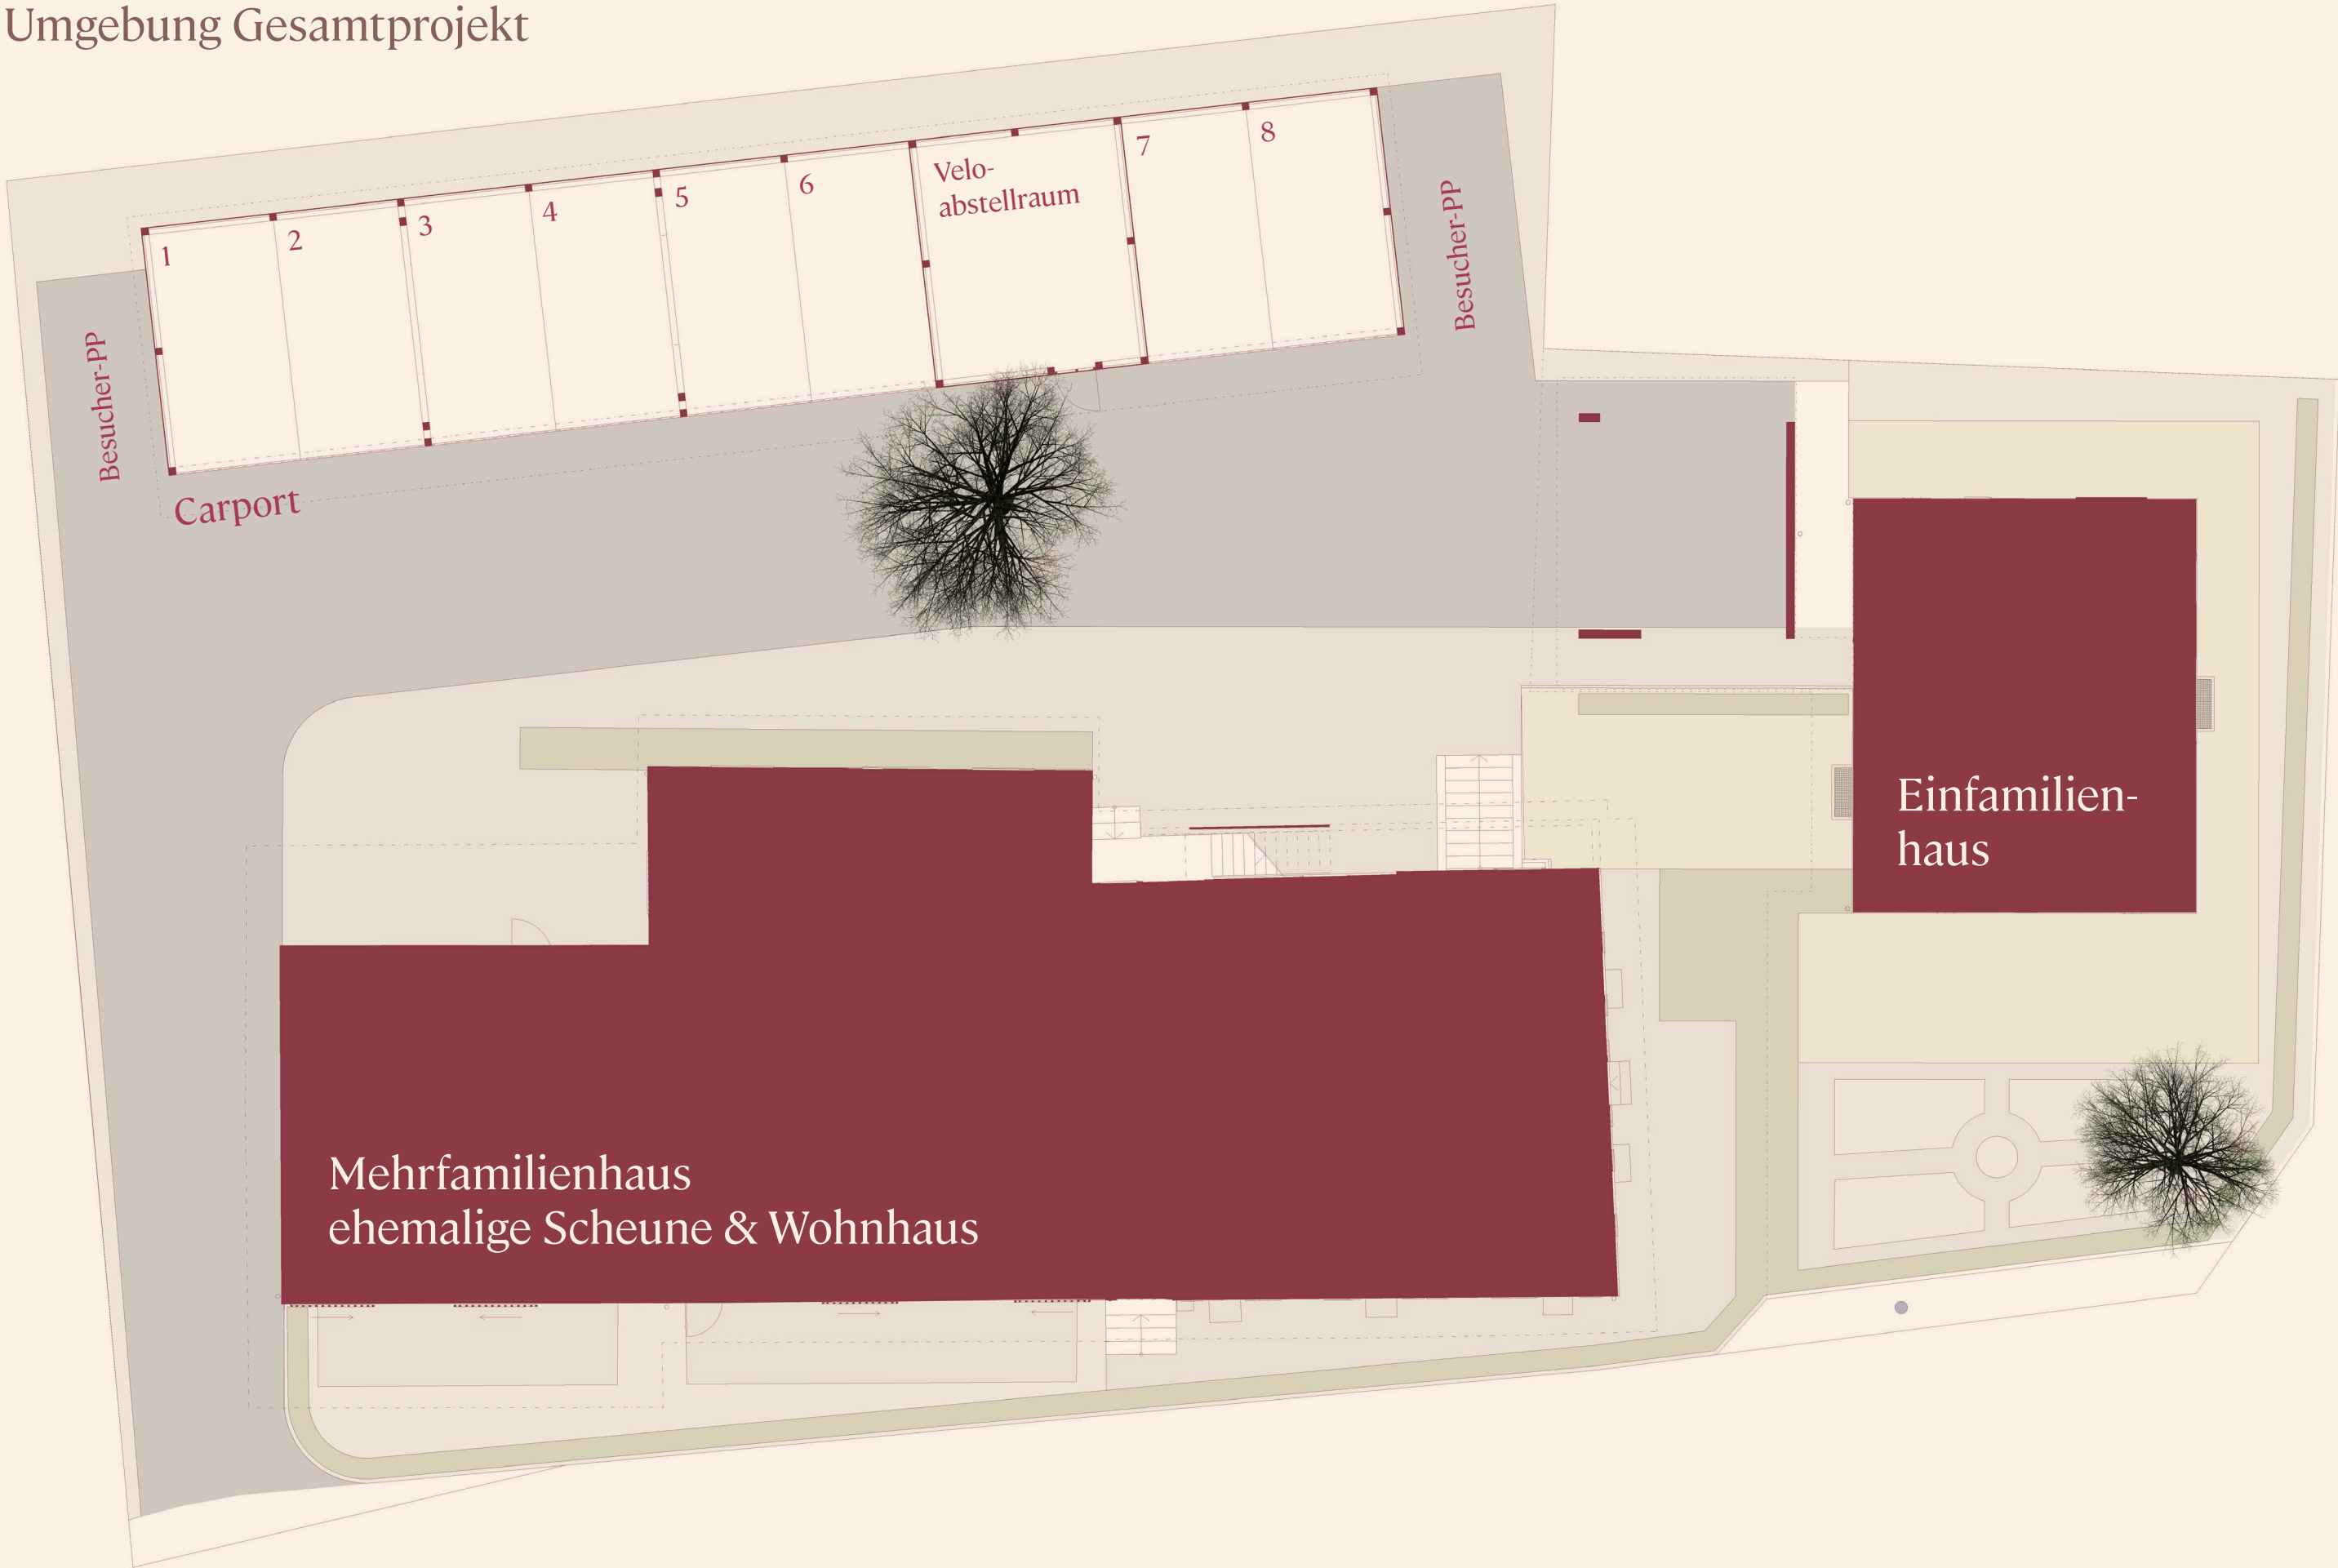 Umgebung Gesamtprojekt
1
2
3
4
5
6
Velo-
abstellraum
7
8
Besucher-PP
Besucher-PP
Carport
Einfamilien-
haus
Mehrfamilienhaus
ehemalige Scheune & Wohnhaus